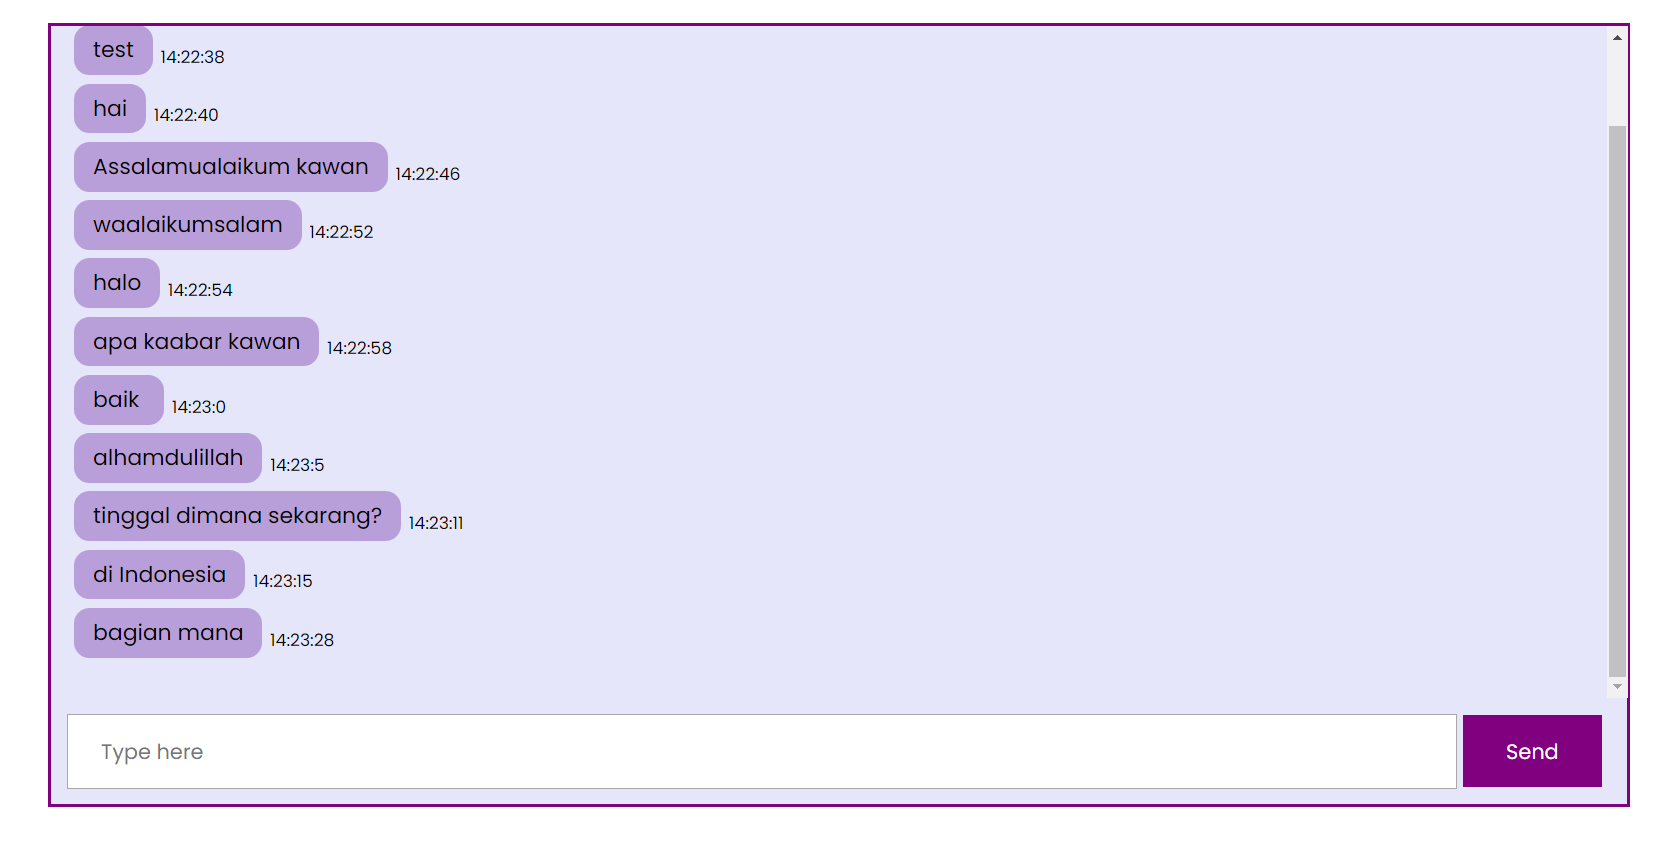 test 14:22:38
hai 14:22:40
Assalamualaikum kawan 14:22:46
waalaikumsalam 14:22:52
halo 14:22:54
apa kaabar kawan 14:22:58
baik 14:23:0
alhamdulillah 14:23:5
tinggal dimana sekarang? 14:23:11
di Indonesia 14:23:15
bagian mana 14:23:28
Type here Send